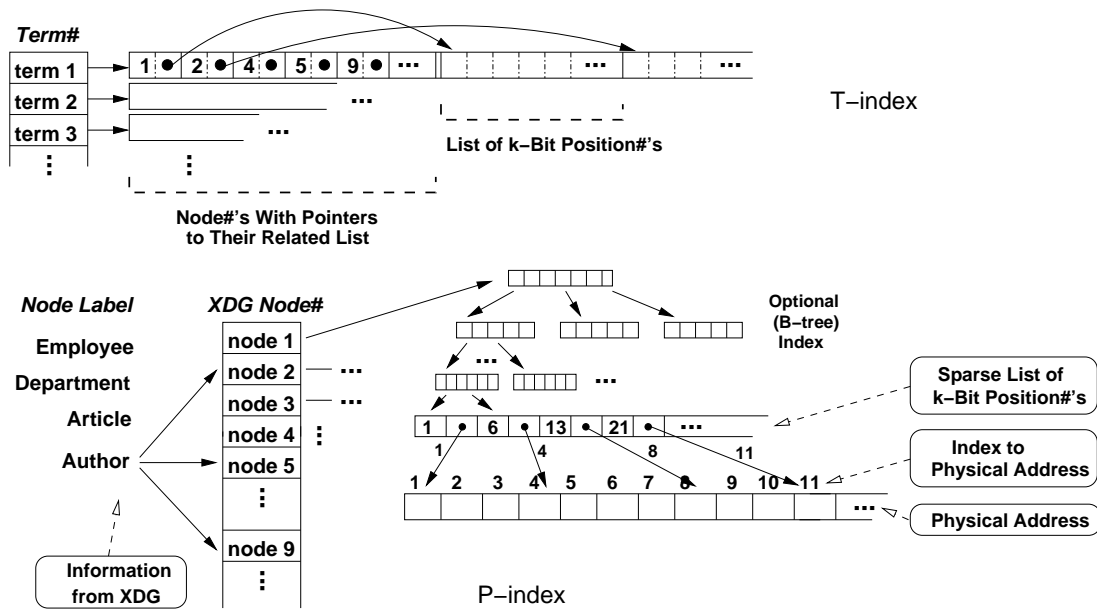 Term#
term 1
1 2 4 5 9 ... ... ...
term 2
...
term 3
...
...
...
T-index
List of k-Bit Position#'s
Node#'s With Pointers
to Their Related List
Node Label
XDG Node#
Employee
Department
Article
Author
node 1
node 2 ...
node 3 ...
node 4
...
node 5
...
node 9
...
Information
from XDG
Optional
(B-tree)
Index
...
...
1 6 13 21 ...
1 4 8 11
1 2 3 4 5 6 7 8 9 10 11
...
Sparse List of
k-Bit Position#'s
Index to
Physical Address
Physical Address
P-index